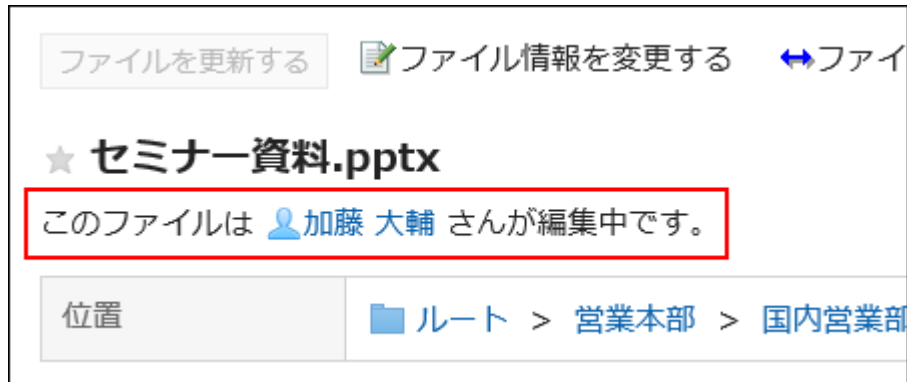 ファイルを更新する ファイル情報を変更する ファイ
セミナー資料.pptx
このファイルは 加藤 大輔 さんが編集中です。
位置 ルート > 営業本部 > 国内営業部